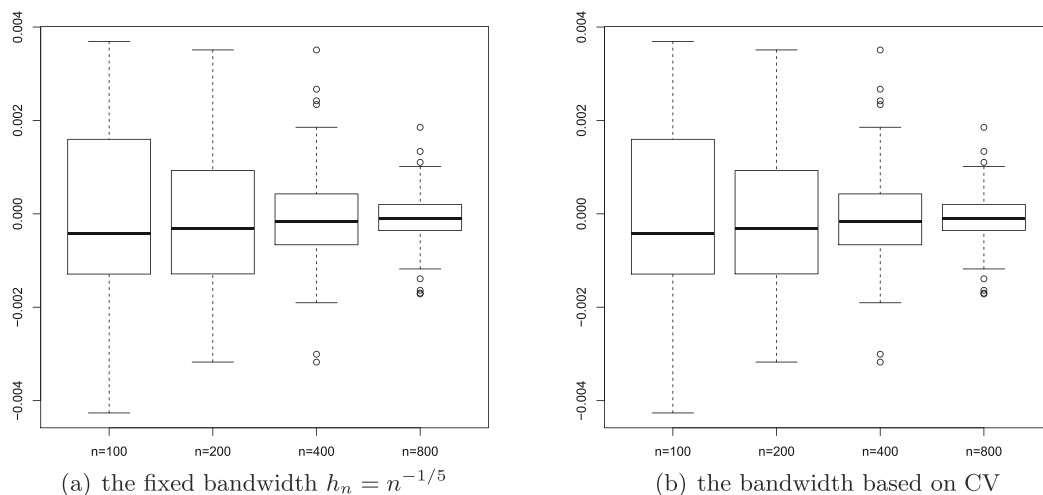 0.004
0.002
0.000
−0.002
−0.004
n=100 n=200 n=400 n=800
(a) the fixed bandwidth hₙ = n^{−1/5}
0.004
0.002
0.000
−0.002
−0.004
n=100 n=200 n=400 n=800
(b) the bandwidth based on CV